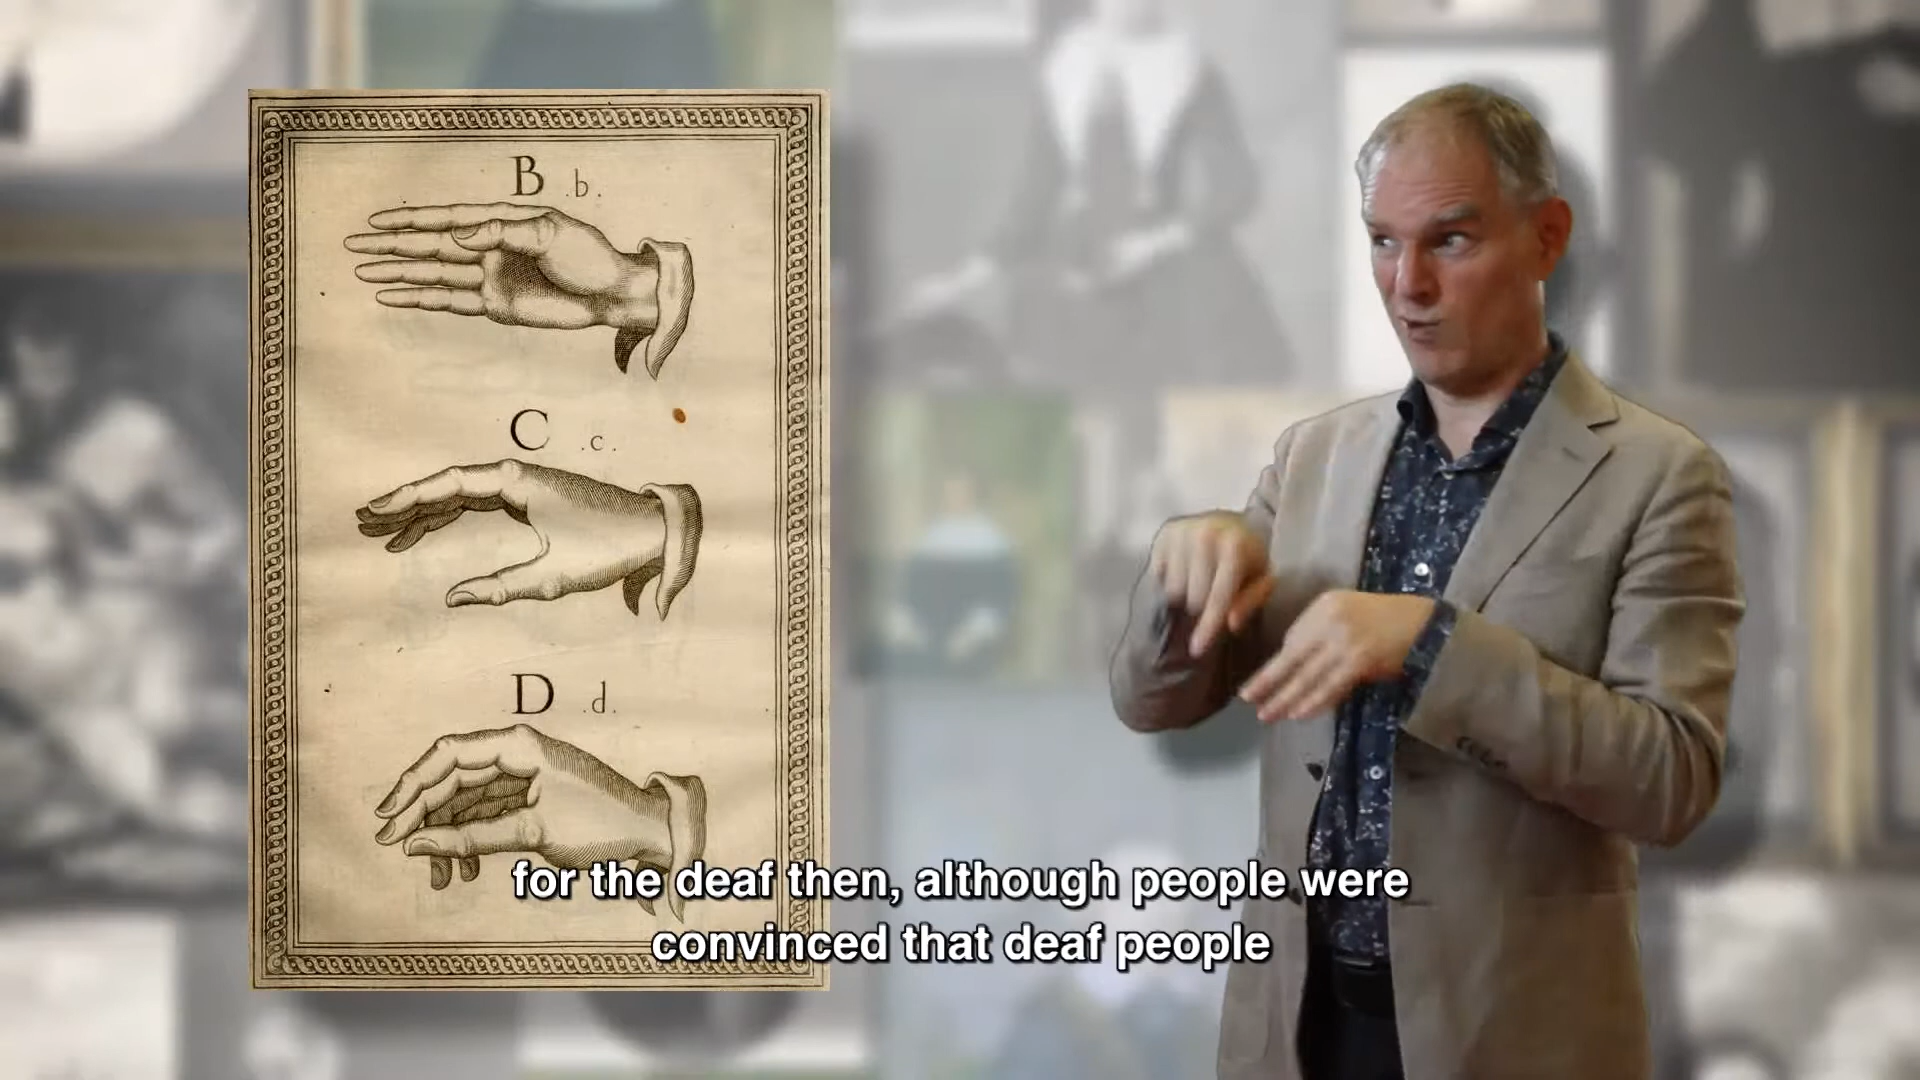 B .b.
C .c.
D .d.
for the deaf then, although people were
convinced that deaf people